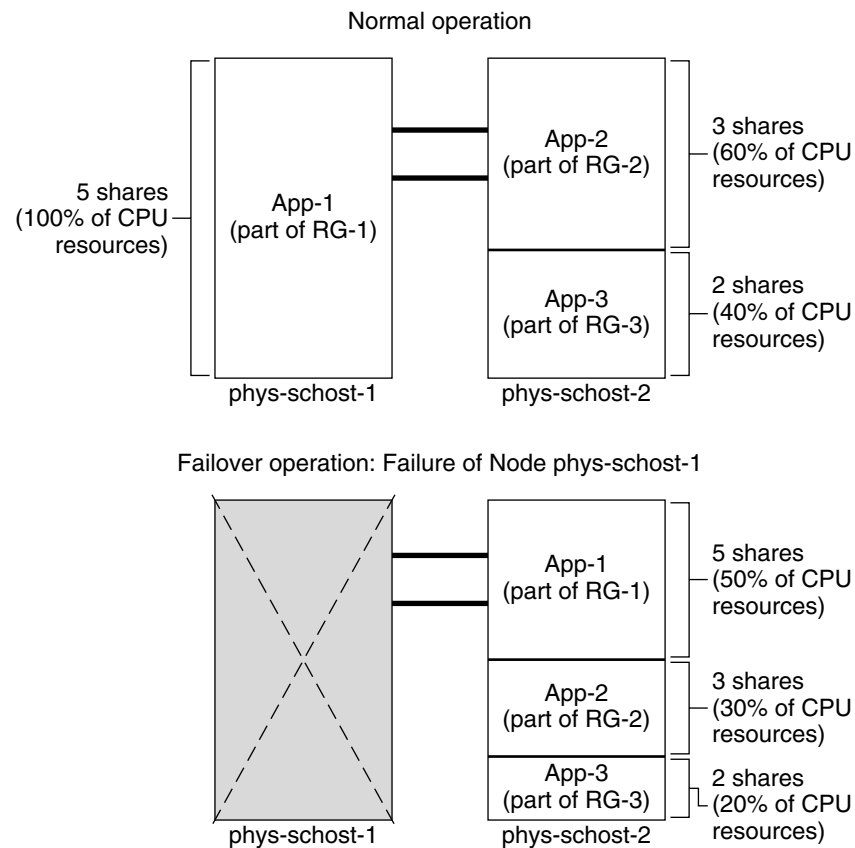 Normal operation
5 shares
(100% of CPU
resources)
App-1
(part of RG-1)
App-2
(part of RG-2)
3 shares
(60% of CPU
resources)
App-3
(part of RG-3)
2 shares
(40% of CPU
resources)
phys-schost-1
phys-schost-2
Failover operation: Failure of Node phys-schost-1
App-1
(part of RG-1)
5 shares
(50% of CPU
resources)
App-2
(part of RG-2)
3 shares
(30% of CPU
resources)
App-3
(part of RG-3)
2 shares
(20% of CPU
resources)
phys-schost-1
phys-schost-2